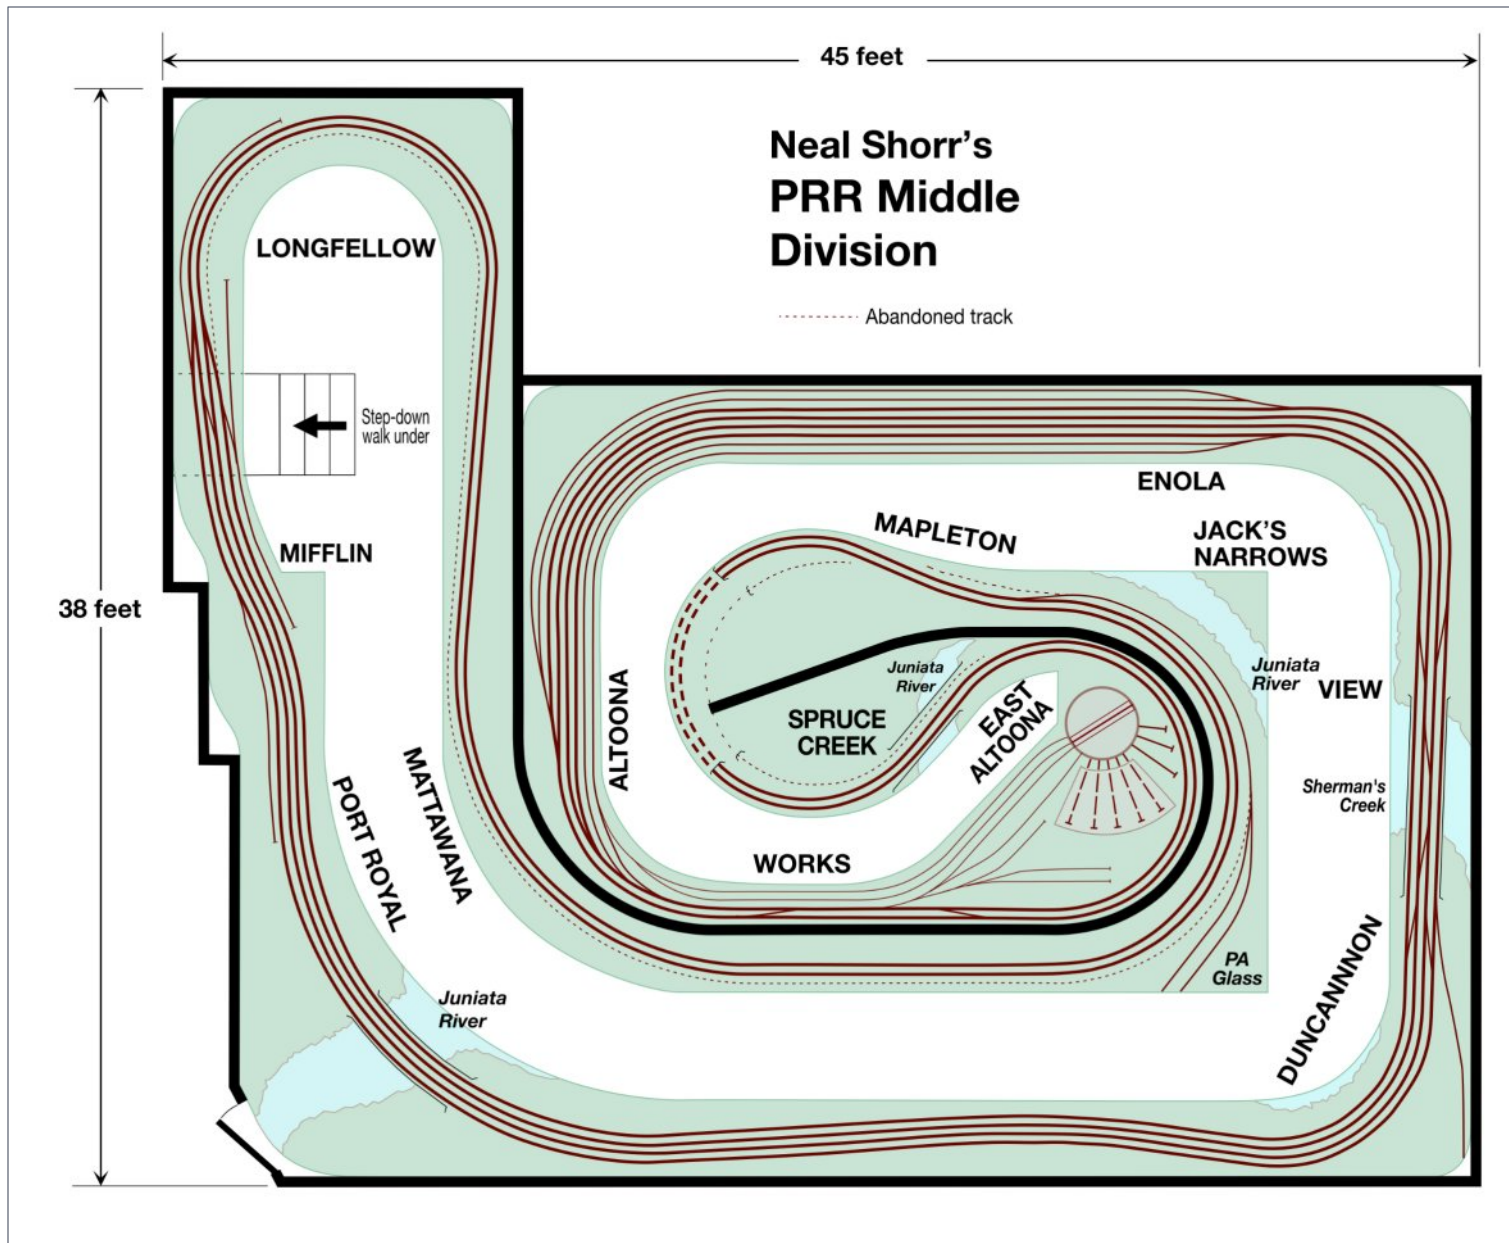 45 feet
Neal Shorr's
PRR Middle
Division
Abandoned track
LONGFELLOW
Step-down
walk under
ENOLA
MAPLETON
JACK'S
NARROWS
MIFFLIN
38 feet
Juniata
River
Juniata
River
VIEW
ALTOONA
SPRUCE
CREEK
EAST
ALTOONA
Sherman's
Creek
PORT ROYAL
MATTAWANA
WORKS
PA
Glass
DUNCANNNON
Juniata
River